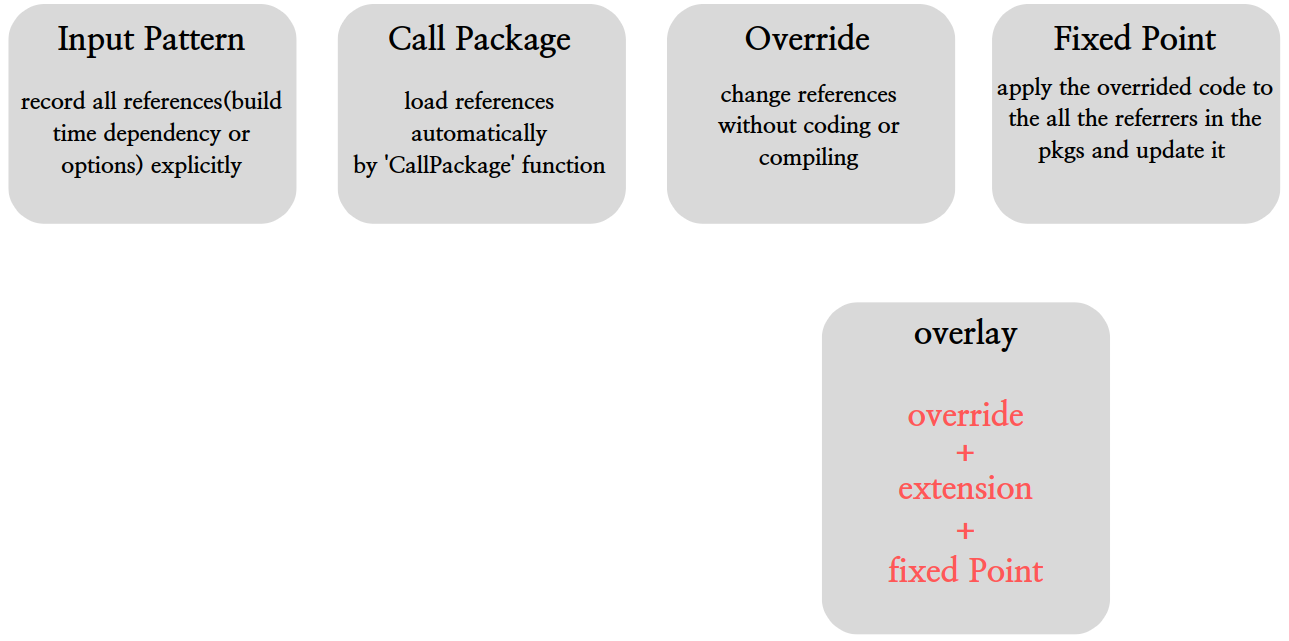 Input Pattern
record all references(build
time dependency or
options) explicitly
Call Package
load references
automatically
by 'CallPackage' function
Override
change references
without coding or
compiling
Fixed Point
apply the overrided code to
the all the referrers in the
pkgs and update it
overlay
override
+
extension
+
fixed Point